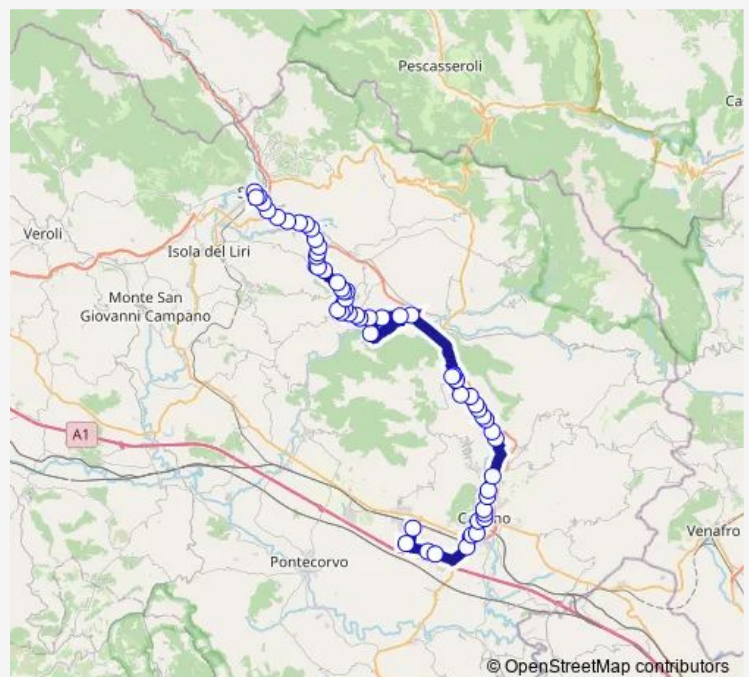 Pescasseroli
Veroli
Isola del Liri
Monte San
Giovanni Campano
A1
Venafro
Pontecorvo
© OpenStreetMap contributors